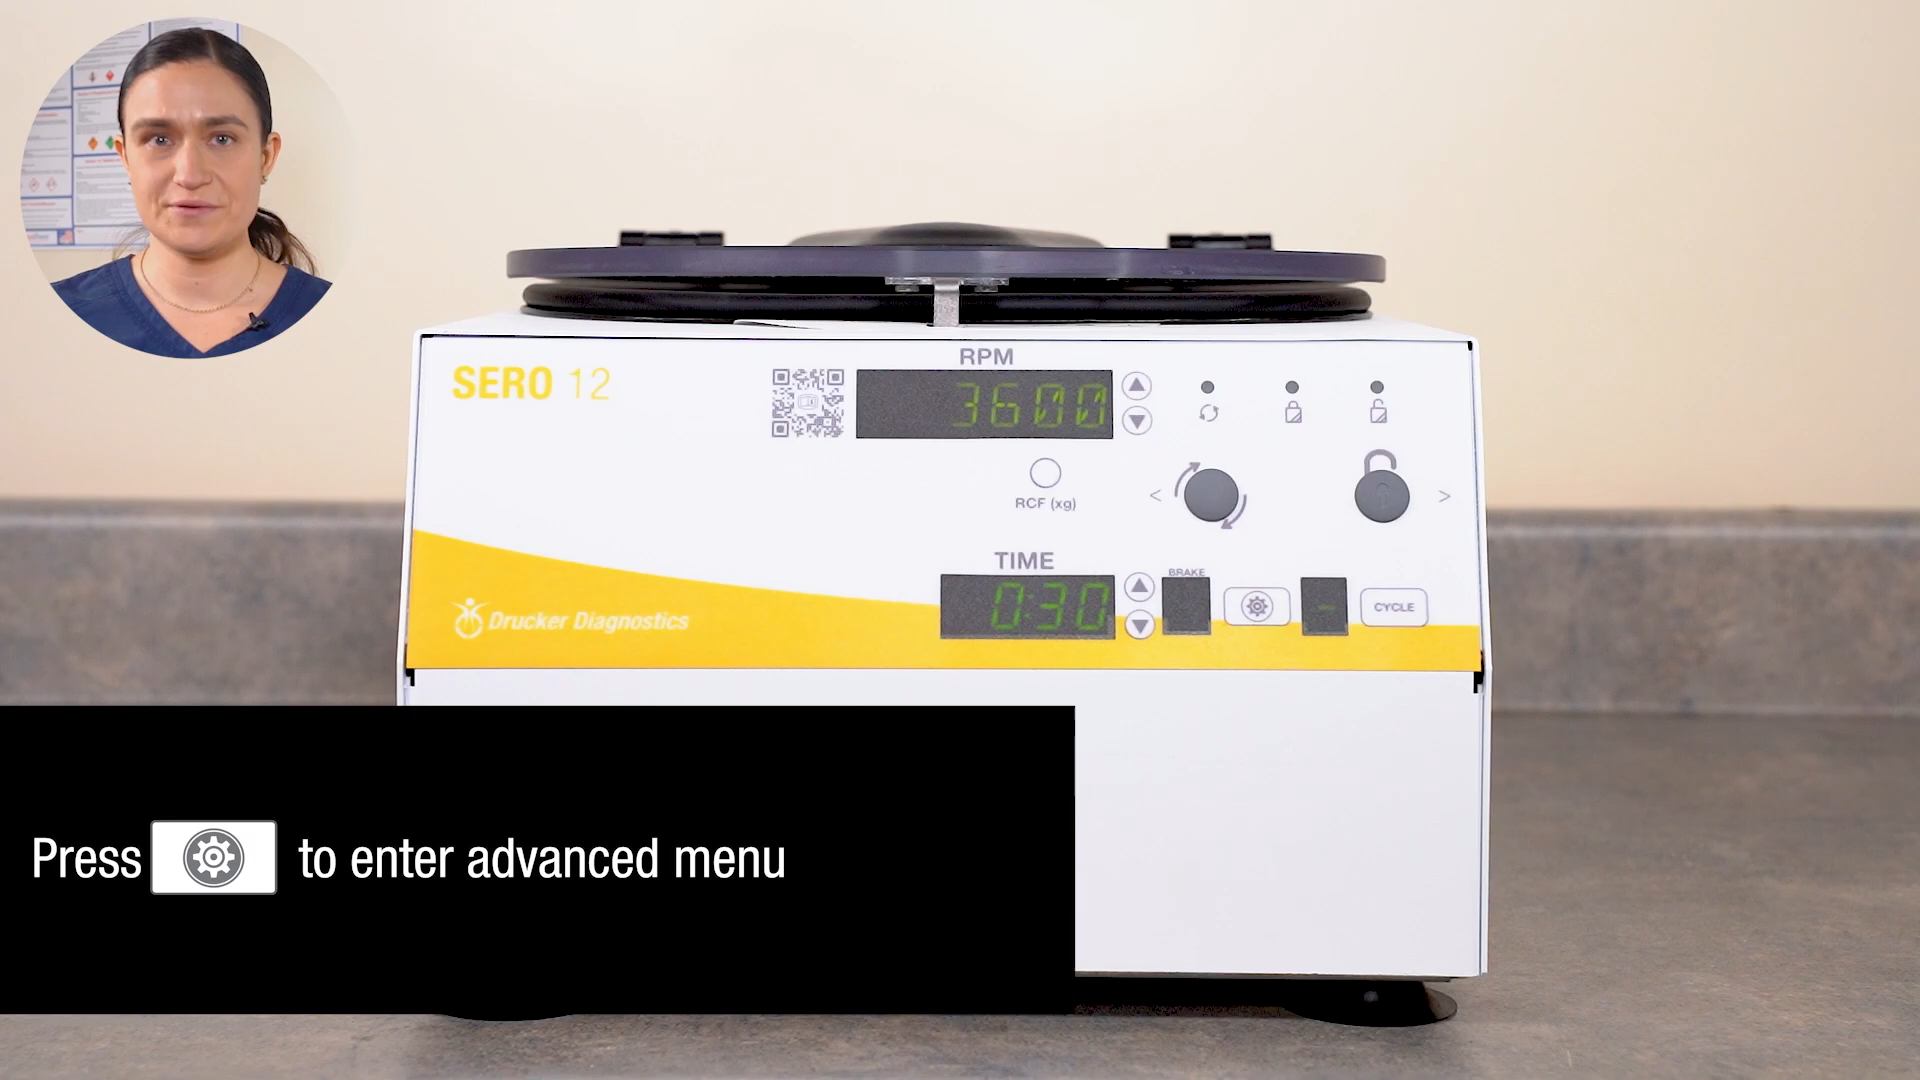 RPM
SERO 12
3600
RCF (xg)
< >
TIME
BRAKE
0:30
CYCLE
Drucker Diagnostics
Press to enter advanced menu